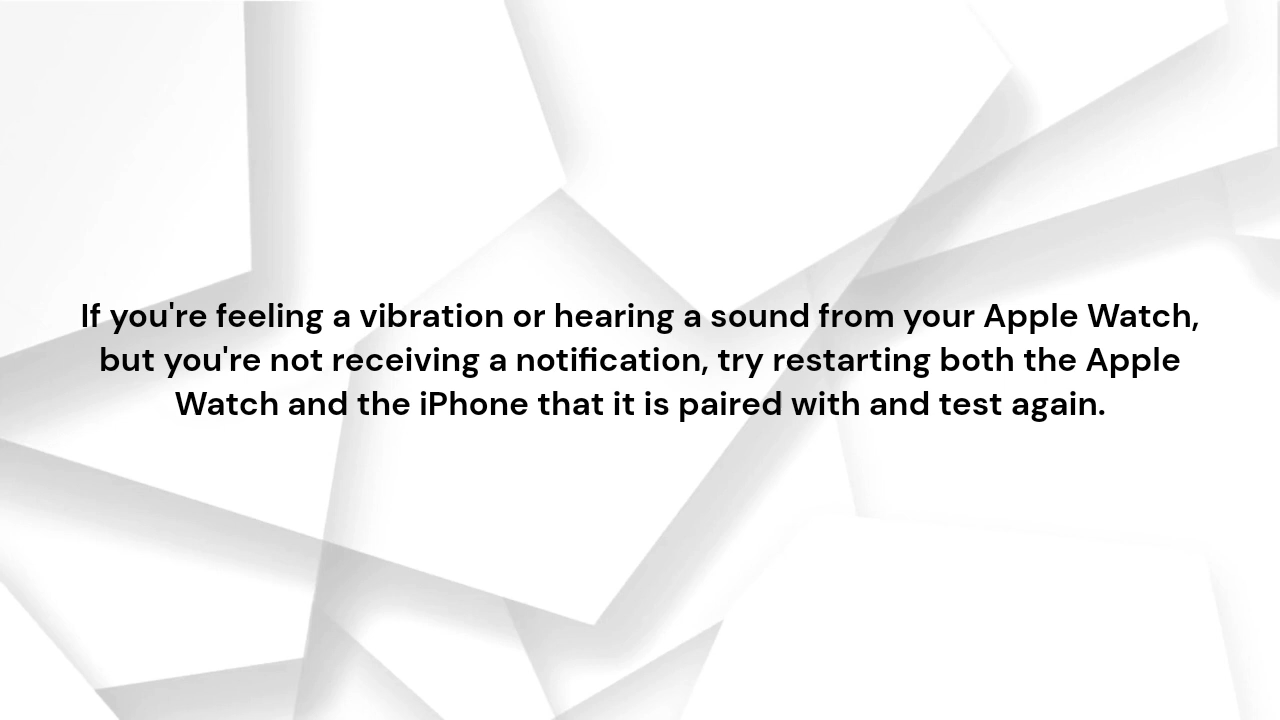 If you're feeling a vibration or hearing a sound from your Apple Watch,
but you're not receiving a notification, try restarting both the Apple
Watch and the iPhone that it is paired with and test again.